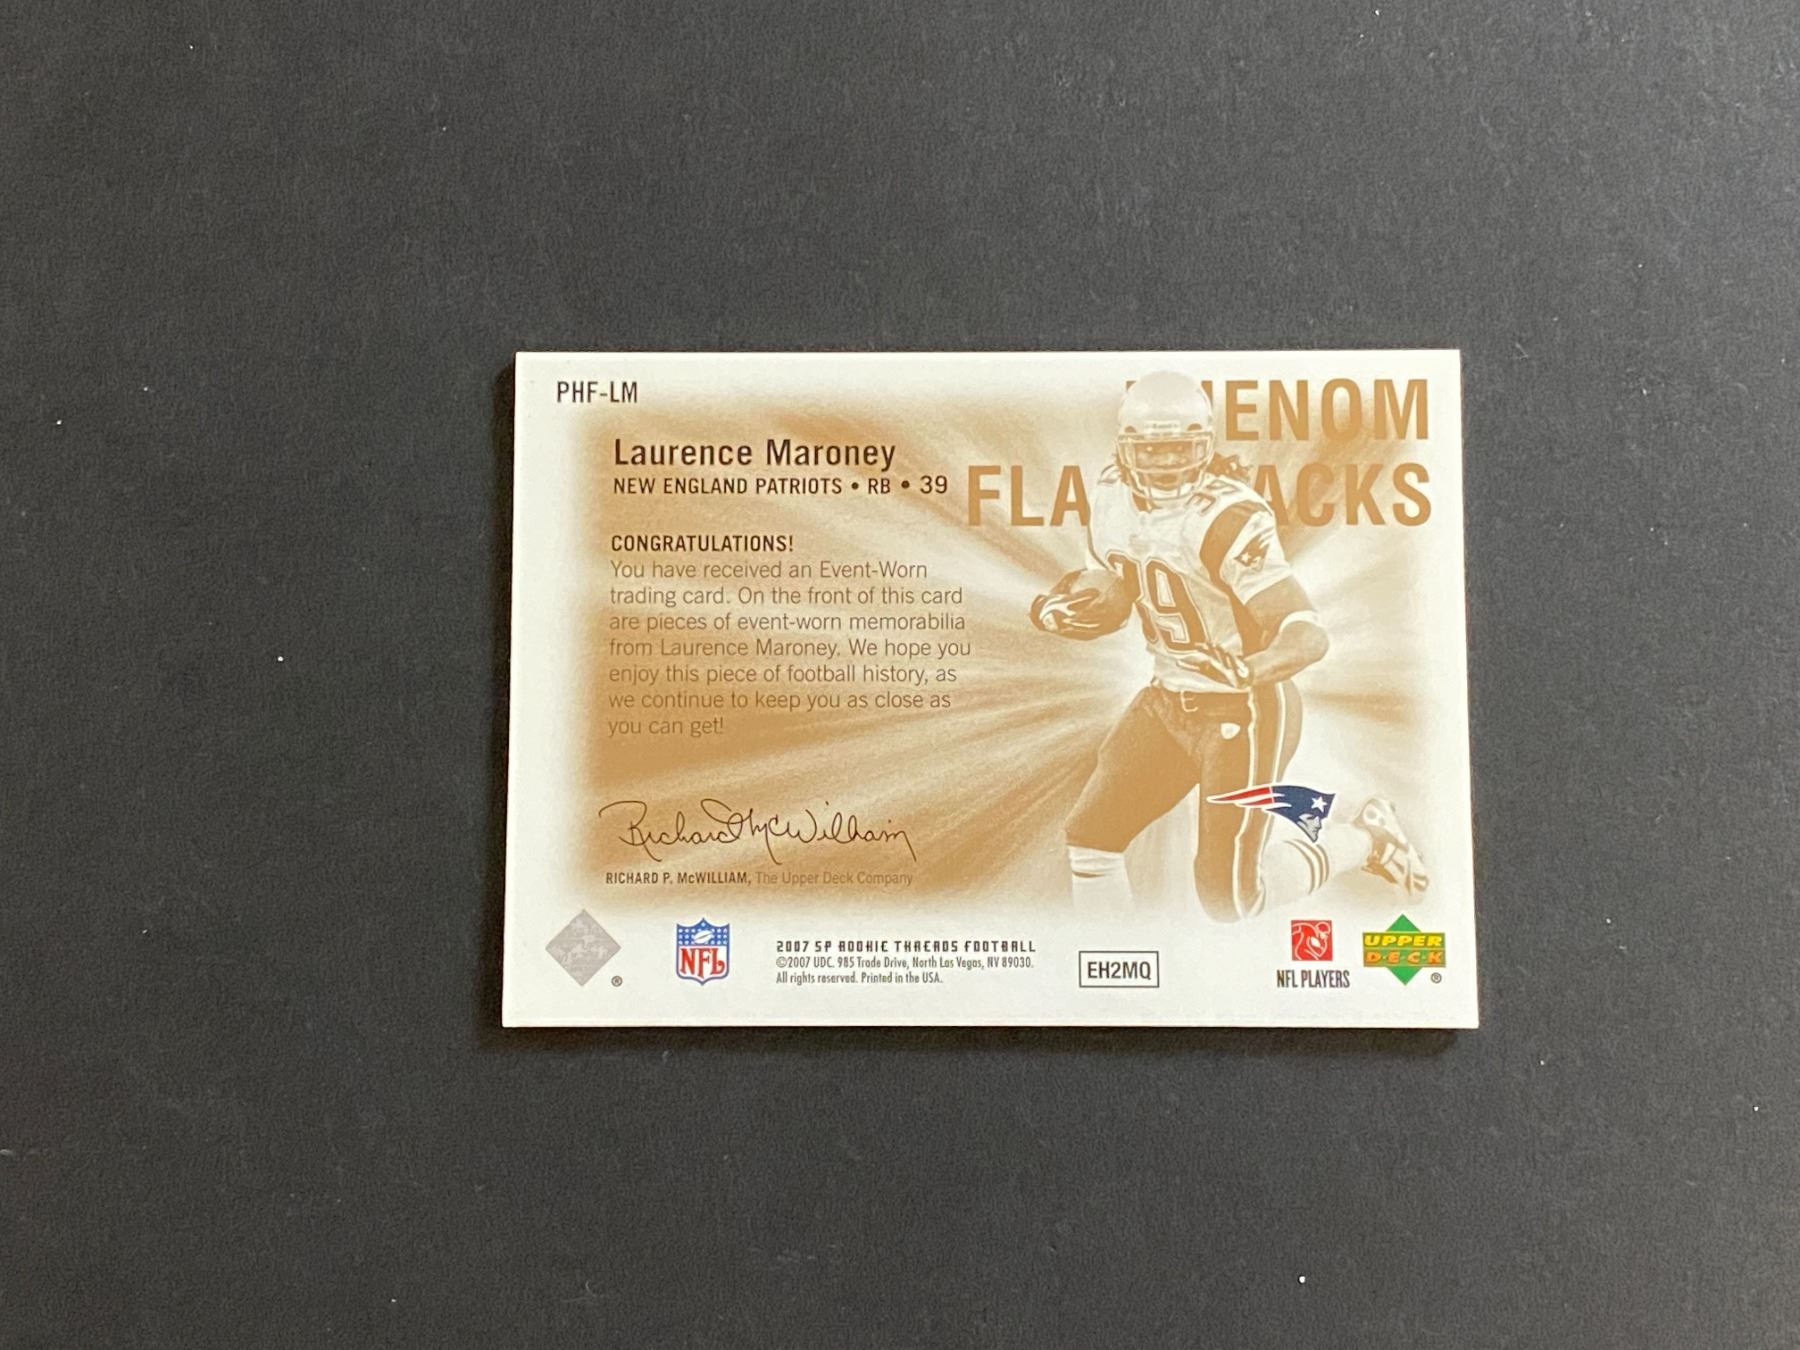 PHF-LM
ENOM
FLA ACKS
Laurence Maroney
NEW ENGLAND PATRIOTS • RB • 39
CONGRATULATIONS!
You have received an Event-Worn
trading card. On the front of this card
are pieces of event-worn memorabilia
from Laurence Maroney. We hope you
enjoy this piece of football history, as
we continue to keep you as close as
you can get!
39
39
Richard McWilliam
RICHARD P. McWILLIAM, The Upper Deck Company
®
NFL
2007 SP ROOKIE THREADS FOOTBALL
©2007 UDC. 985 Trade Drive, North Las Vegas, NV 89030.
All rights reserved. Printed in the USA.
EH2MQ
NFL PLAYERS
UPPER
D·E·C·K
®